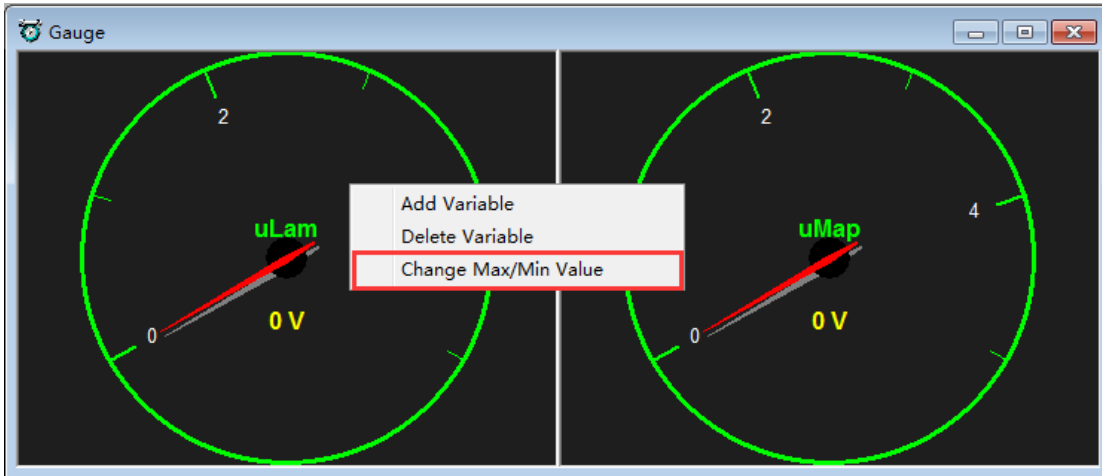 Gauge
2
uLam
0
0 V
Add Variable
Delete Variable
Change Max/Min Value
2
4
uMap
0
0 V